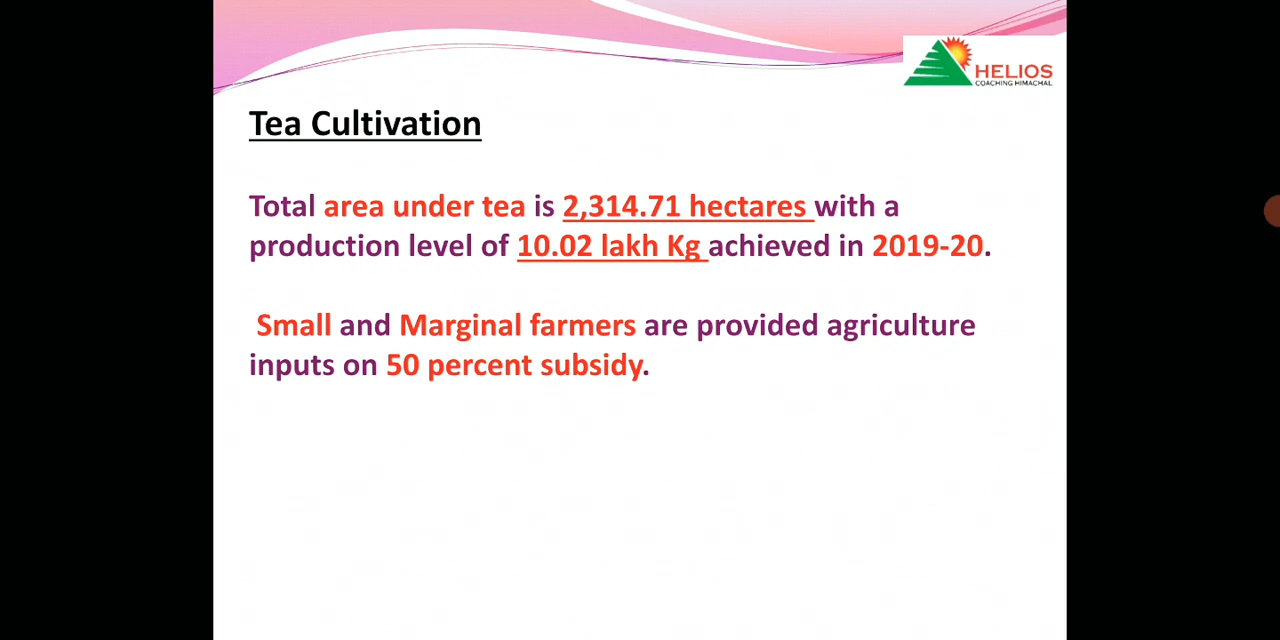 HELIOS
COACHING HIMACHAL
Tea Cultivation
Total area under tea is 2,314.71 hectares with a
production level of 10.02 lakh Kg achieved in 2019-20.
Small and Marginal farmers are provided agriculture
inputs on 50 percent subsidy.